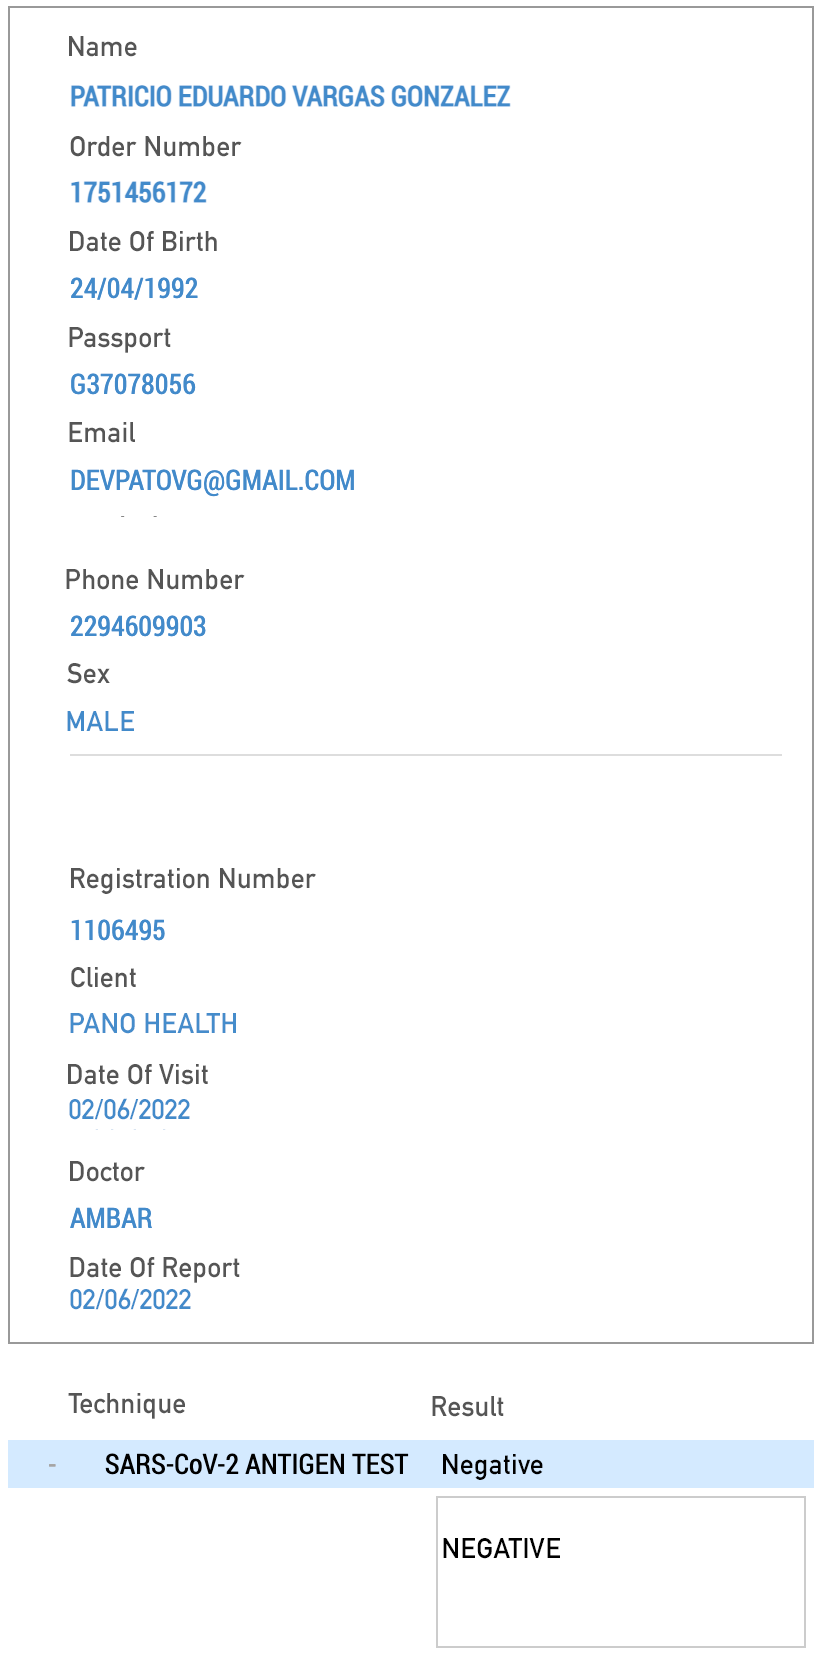 Name
PATRICIO EDUARDO VARGAS GONZALEZ
Order Number
1751456172
Date Of Birth
24/04/1992
Passport
G37078056
Email
DEVPATOVG@GMAIL.COM
Phone Number
2294609903
Sex
MALE
Registration Number
1106495
Client
PANO HEALTH
Date Of Visit
02/06/2022
Doctor
AMBAR
Date Of Report
02/06/2022
Technique Result
- SARS-CoV-2 ANTIGEN TEST Negative
NEGATIVE